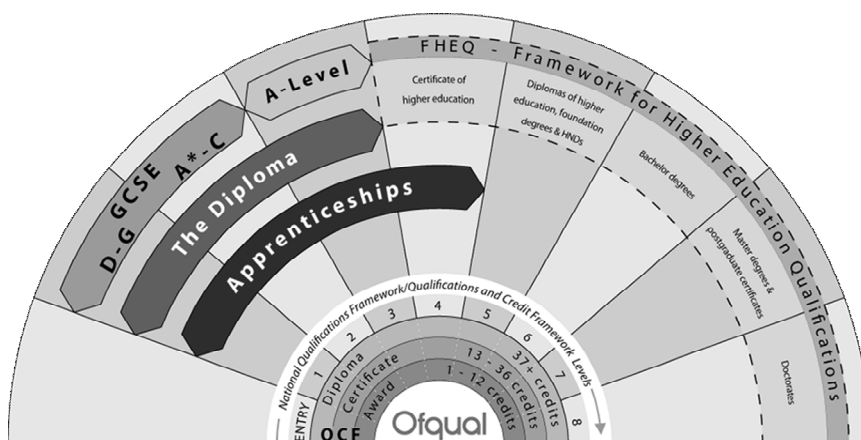 FHEQ - Framework for Higher Education Qualifications
A-Level
Certificate of
higher education
Diplomas of higher
education, foundation
degrees & HNDs
Bachelor degrees
Master degrees &
postgraduate certificates
Doctorates
GCSE
D-G A*-C
The Diploma
Apprenticeships
National Qualifications Framework/Qualifications and Credit Framework Levels
ENTRY 1 2 3 4 5 6 7 8
Diploma 37+ credits
Certificate 13 - 36 credits
Award 1 - 12 credits
QCF
Ofqual